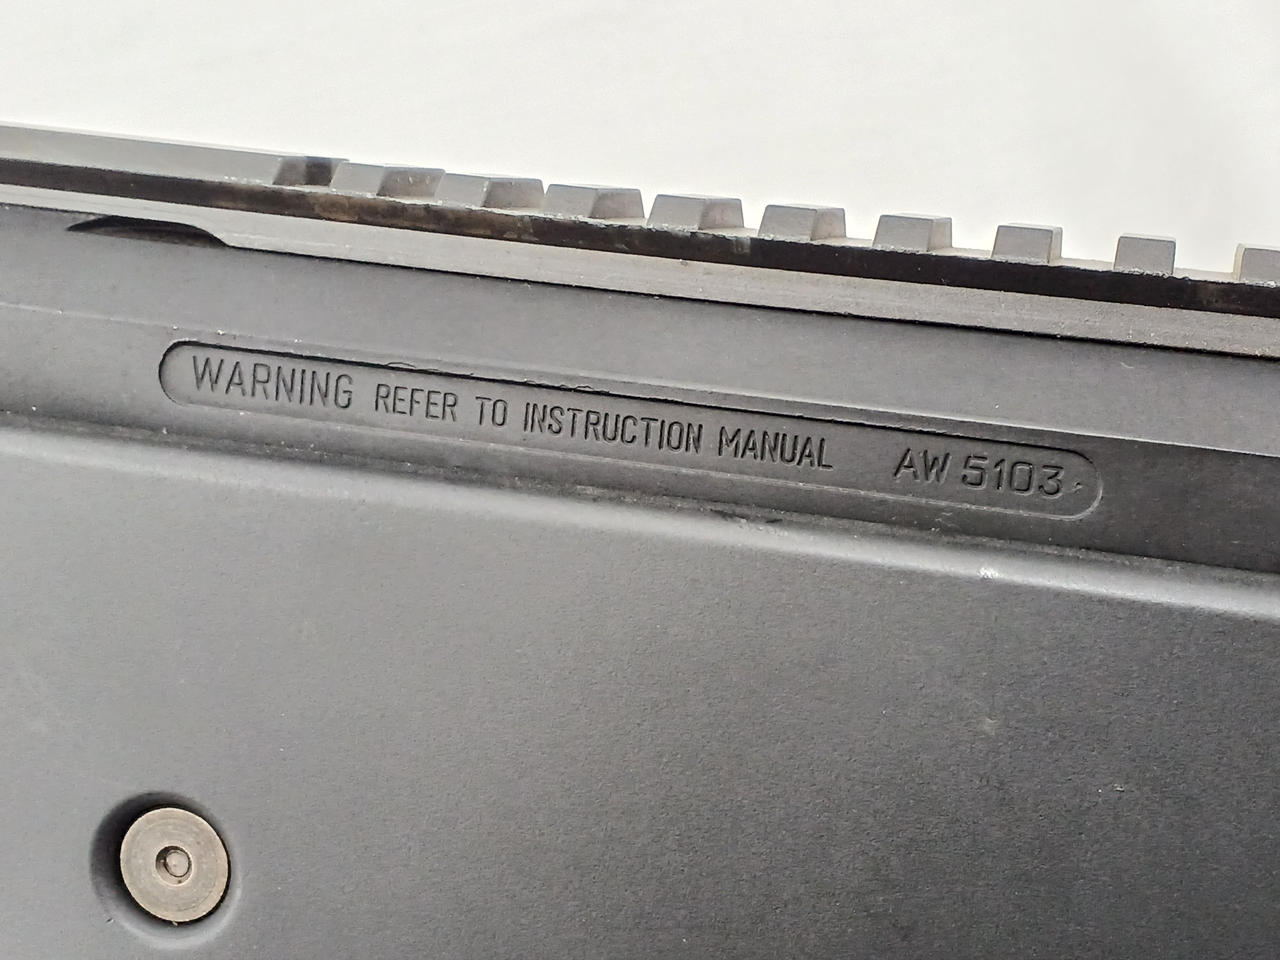 WARNING REFER TO INSTRUCTION MANUAL AW 5103